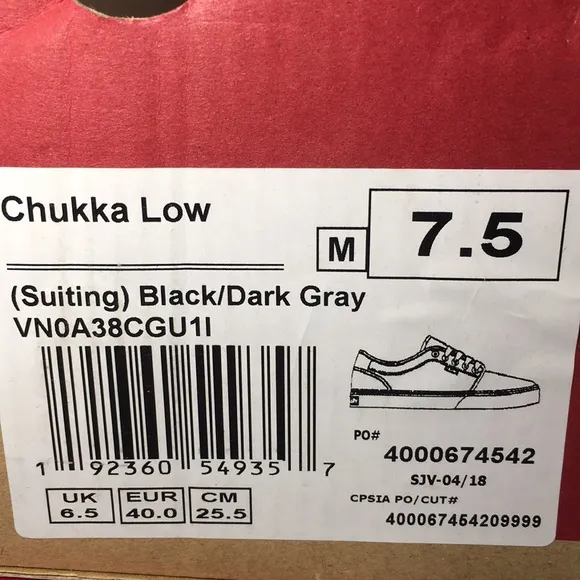 Chukka Low
M
7.5
(Suiting) Black/Dark Gray
VN0A38CGU1I
1 92360 54935 7
UK EUR CM
6.5 40.0 25.5
PO#
4000674542
SJV-04/18
CPSIA PO/CUT#
400067454209999